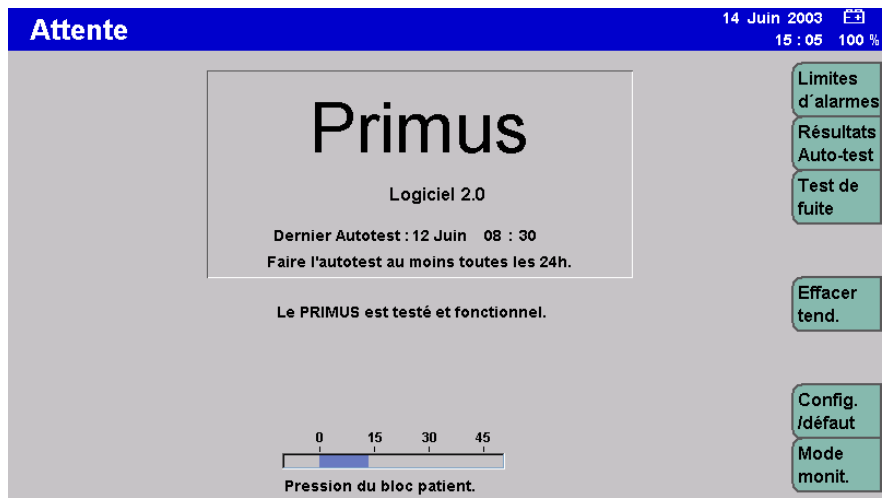 Attente
14 Juin 2003
15 : 05 100 %
Primus
Logiciel 2.0
Dernier Autotest : 12 Juin 08 : 30
Faire l'autotest au moins toutes les 24h.
Le PRIMUS est testé et fonctionnel.
0 15 30 45
Pression du bloc patient.
Limites
d´alarmes
Résultats
Auto-test
Test de
fuite
Effacer
tend.
Config.
/défaut
Mode
monit.